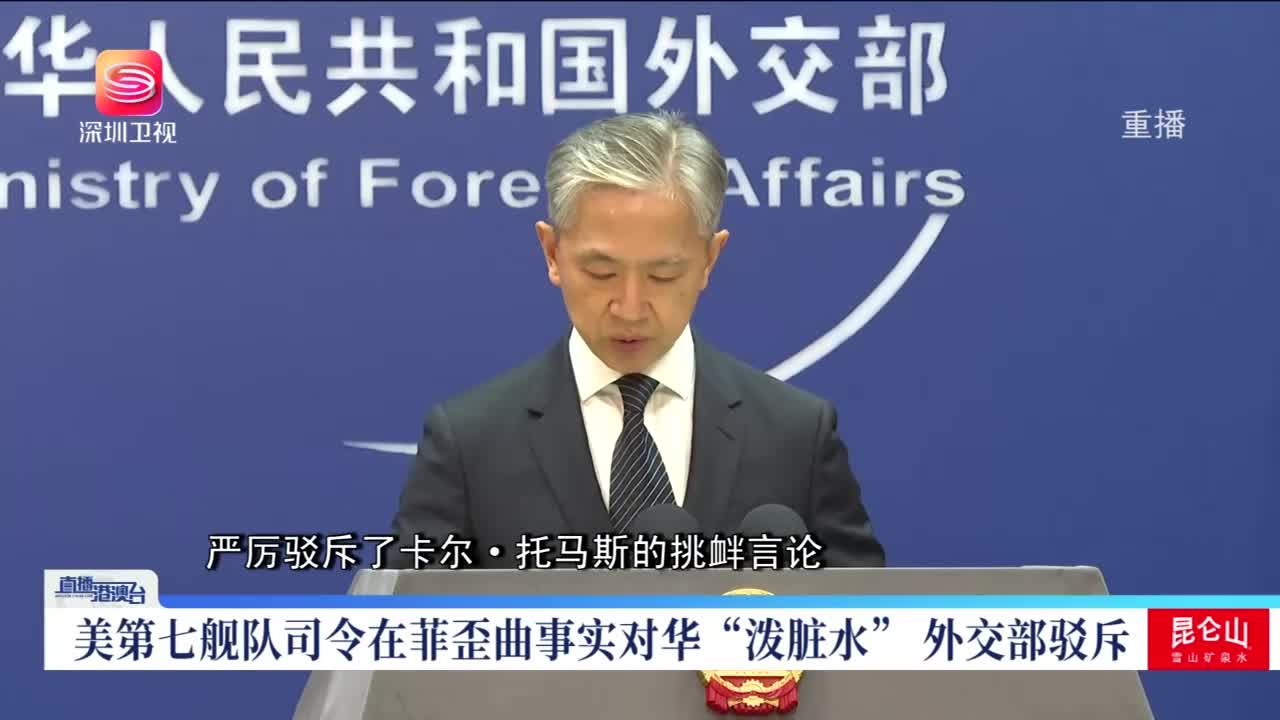 华人民共和国外交部
深圳卫视
重播
nistry of Fore Affairs
严厉驳斥了卡尔·托马斯的挑衅言论
直播港澳台
美第七舰队司令在菲歪曲事实对华“泼脏水” 外交部驳斥
昆仑山
雪山矿泉水